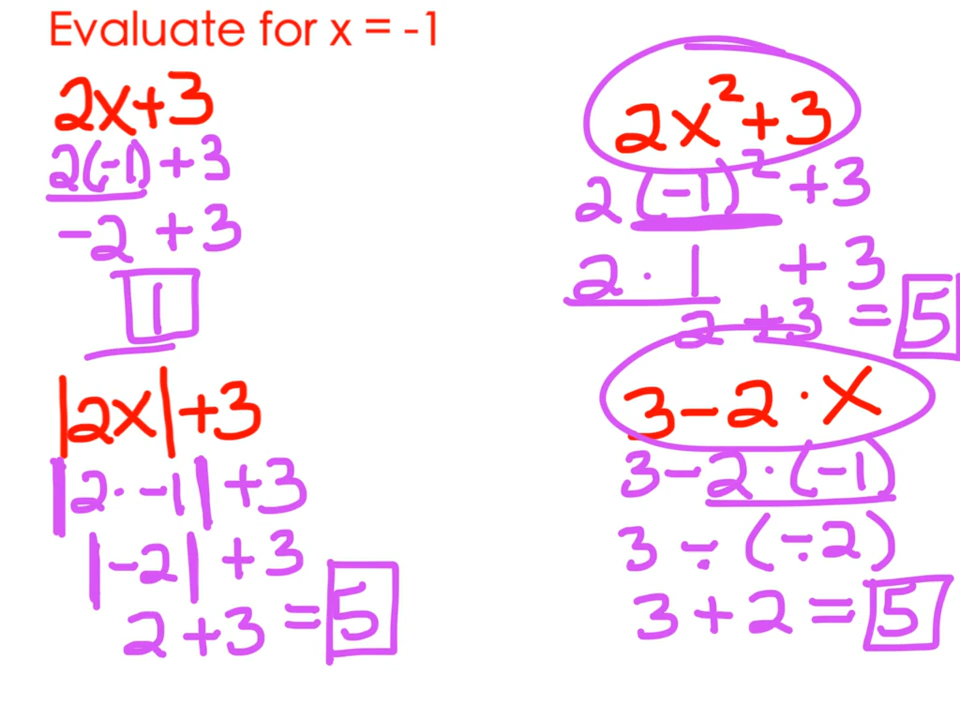 Evaluate for x = -1
2x+3
2(-1)+3
-2 +3
1
|2x|+3
|2·-1|+3
|-2|+3
2+3=5
2x²+3
2(-1)²+3
2·1 +3
2+3=5
3-2·x
3-2·(-1)
3÷(÷2)
3+2=5